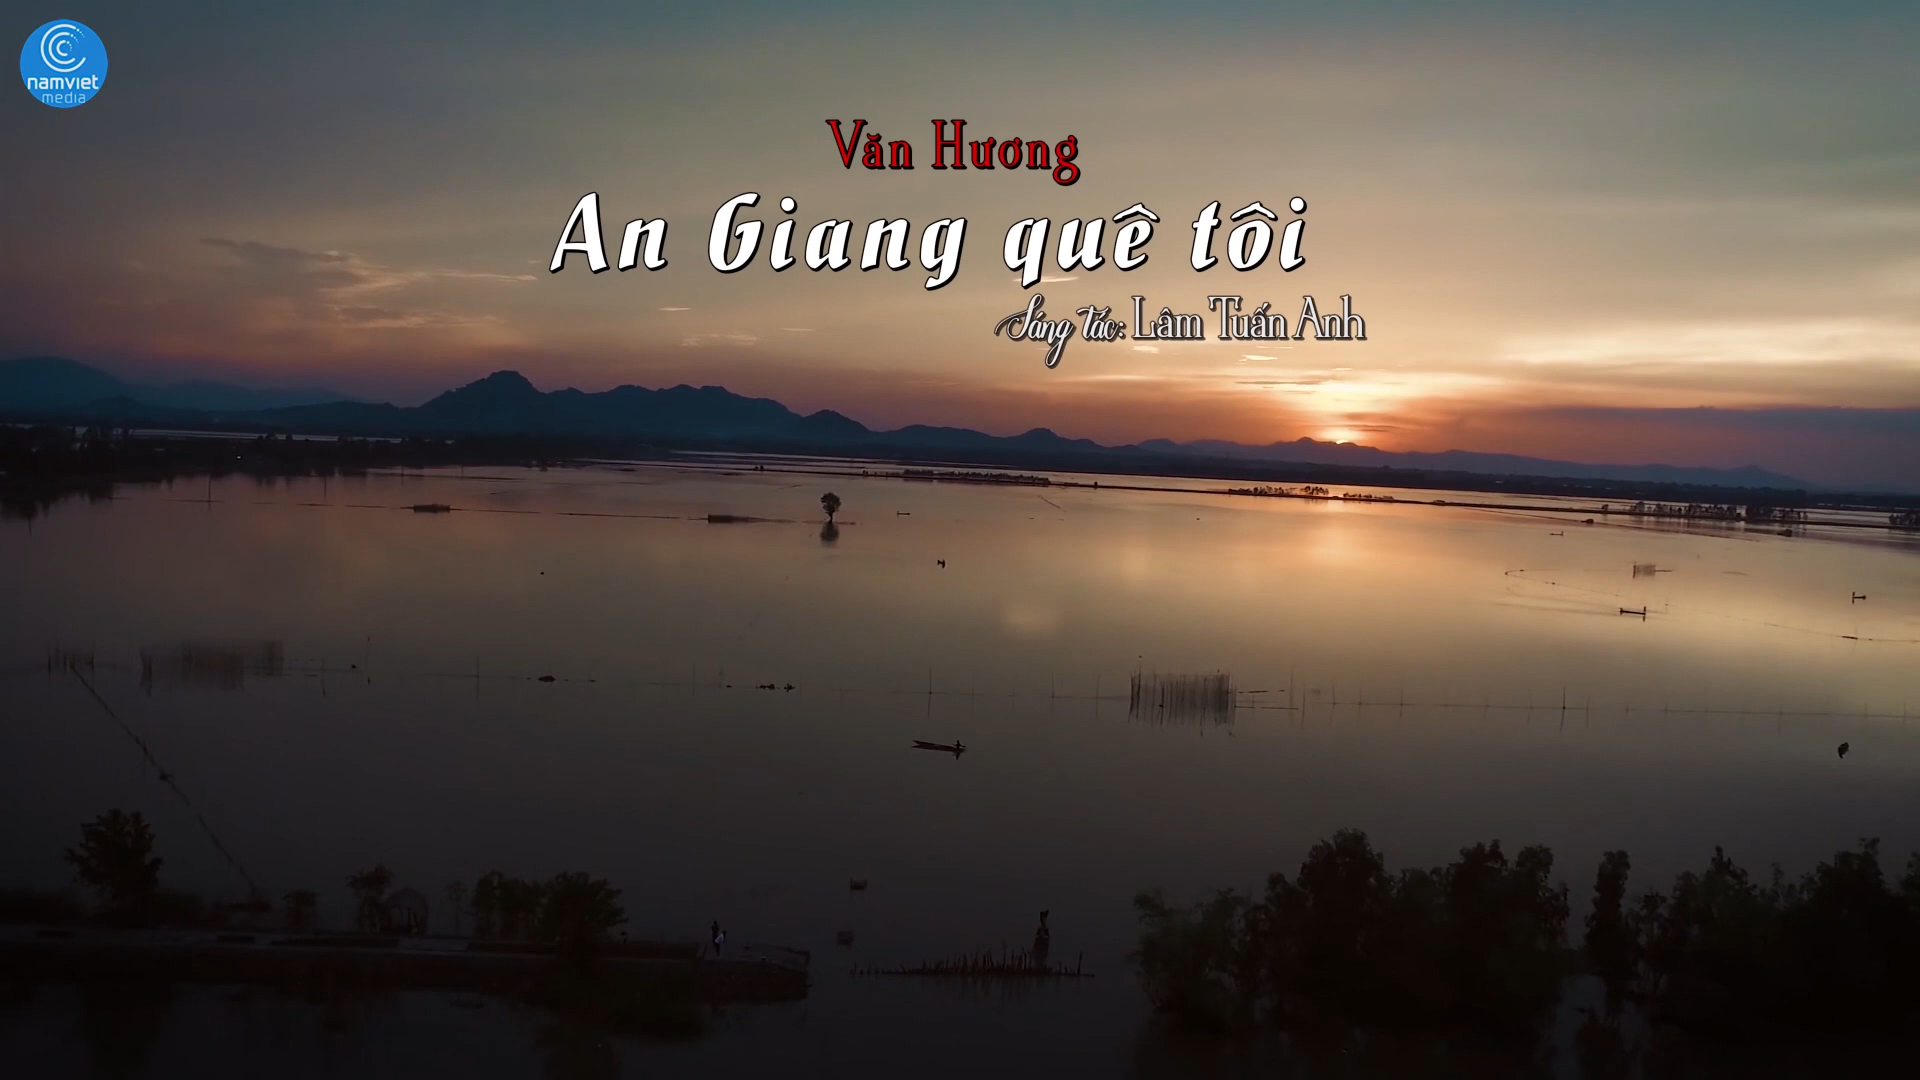 namviet
media
Văn Hương
An Giang quê tôi
Sáng tác: Lâm Tuấn Anh